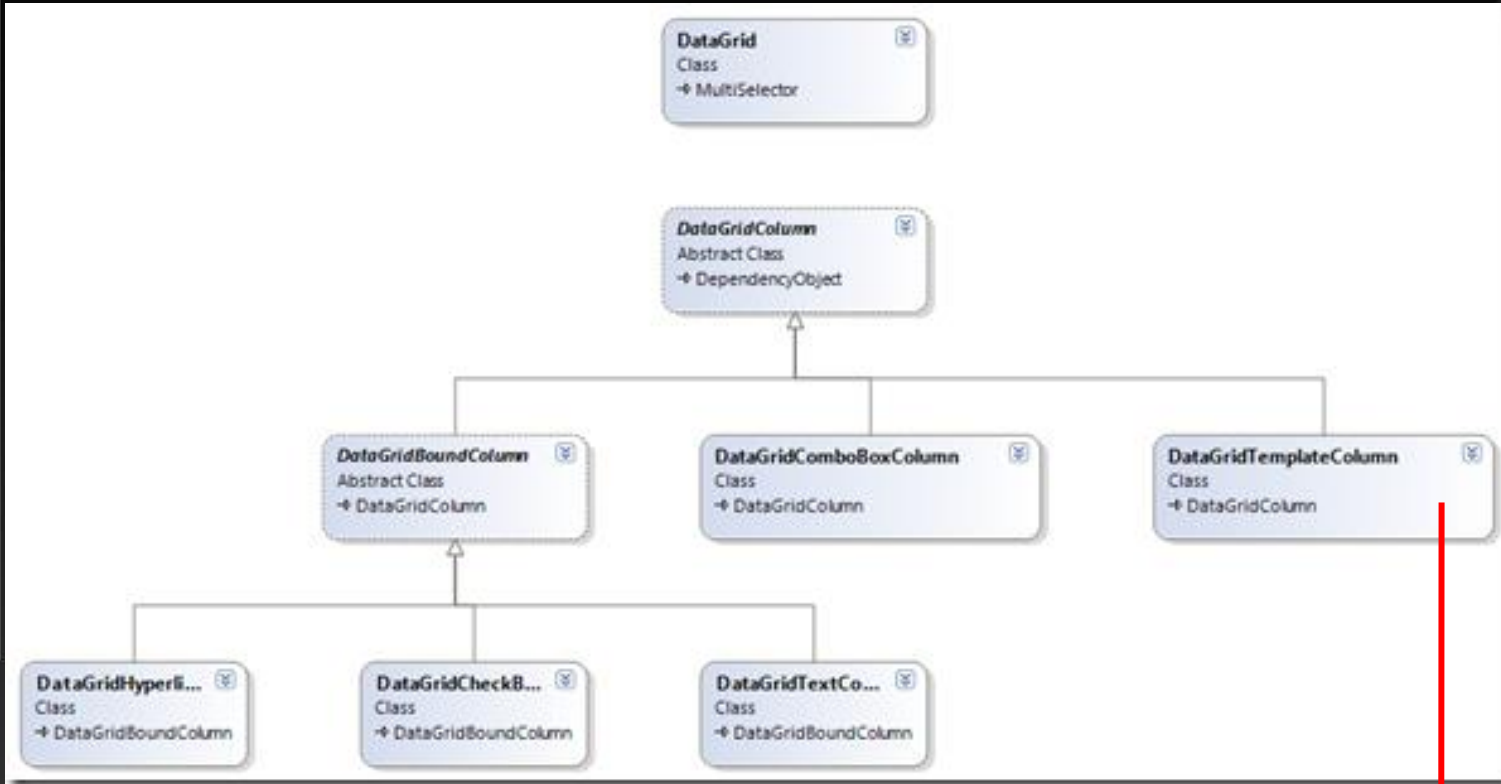 DataGrid
Class
MultiSelector
DataGridColumn
Abstract Class
DependencyObject
DataGridBoundColumn
Abstract Class
DataGridColumn
DataGridComboBoxColumn
Class
DataGridColumn
DataGridTemplateColumn
Class
DataGridColumn
DataGridHyperli...
Class
DataGridBoundColumn
DataGridCheckB...
Class
DataGridBoundColumn
DataGridTextCo...
Class
DataGridBoundColumn